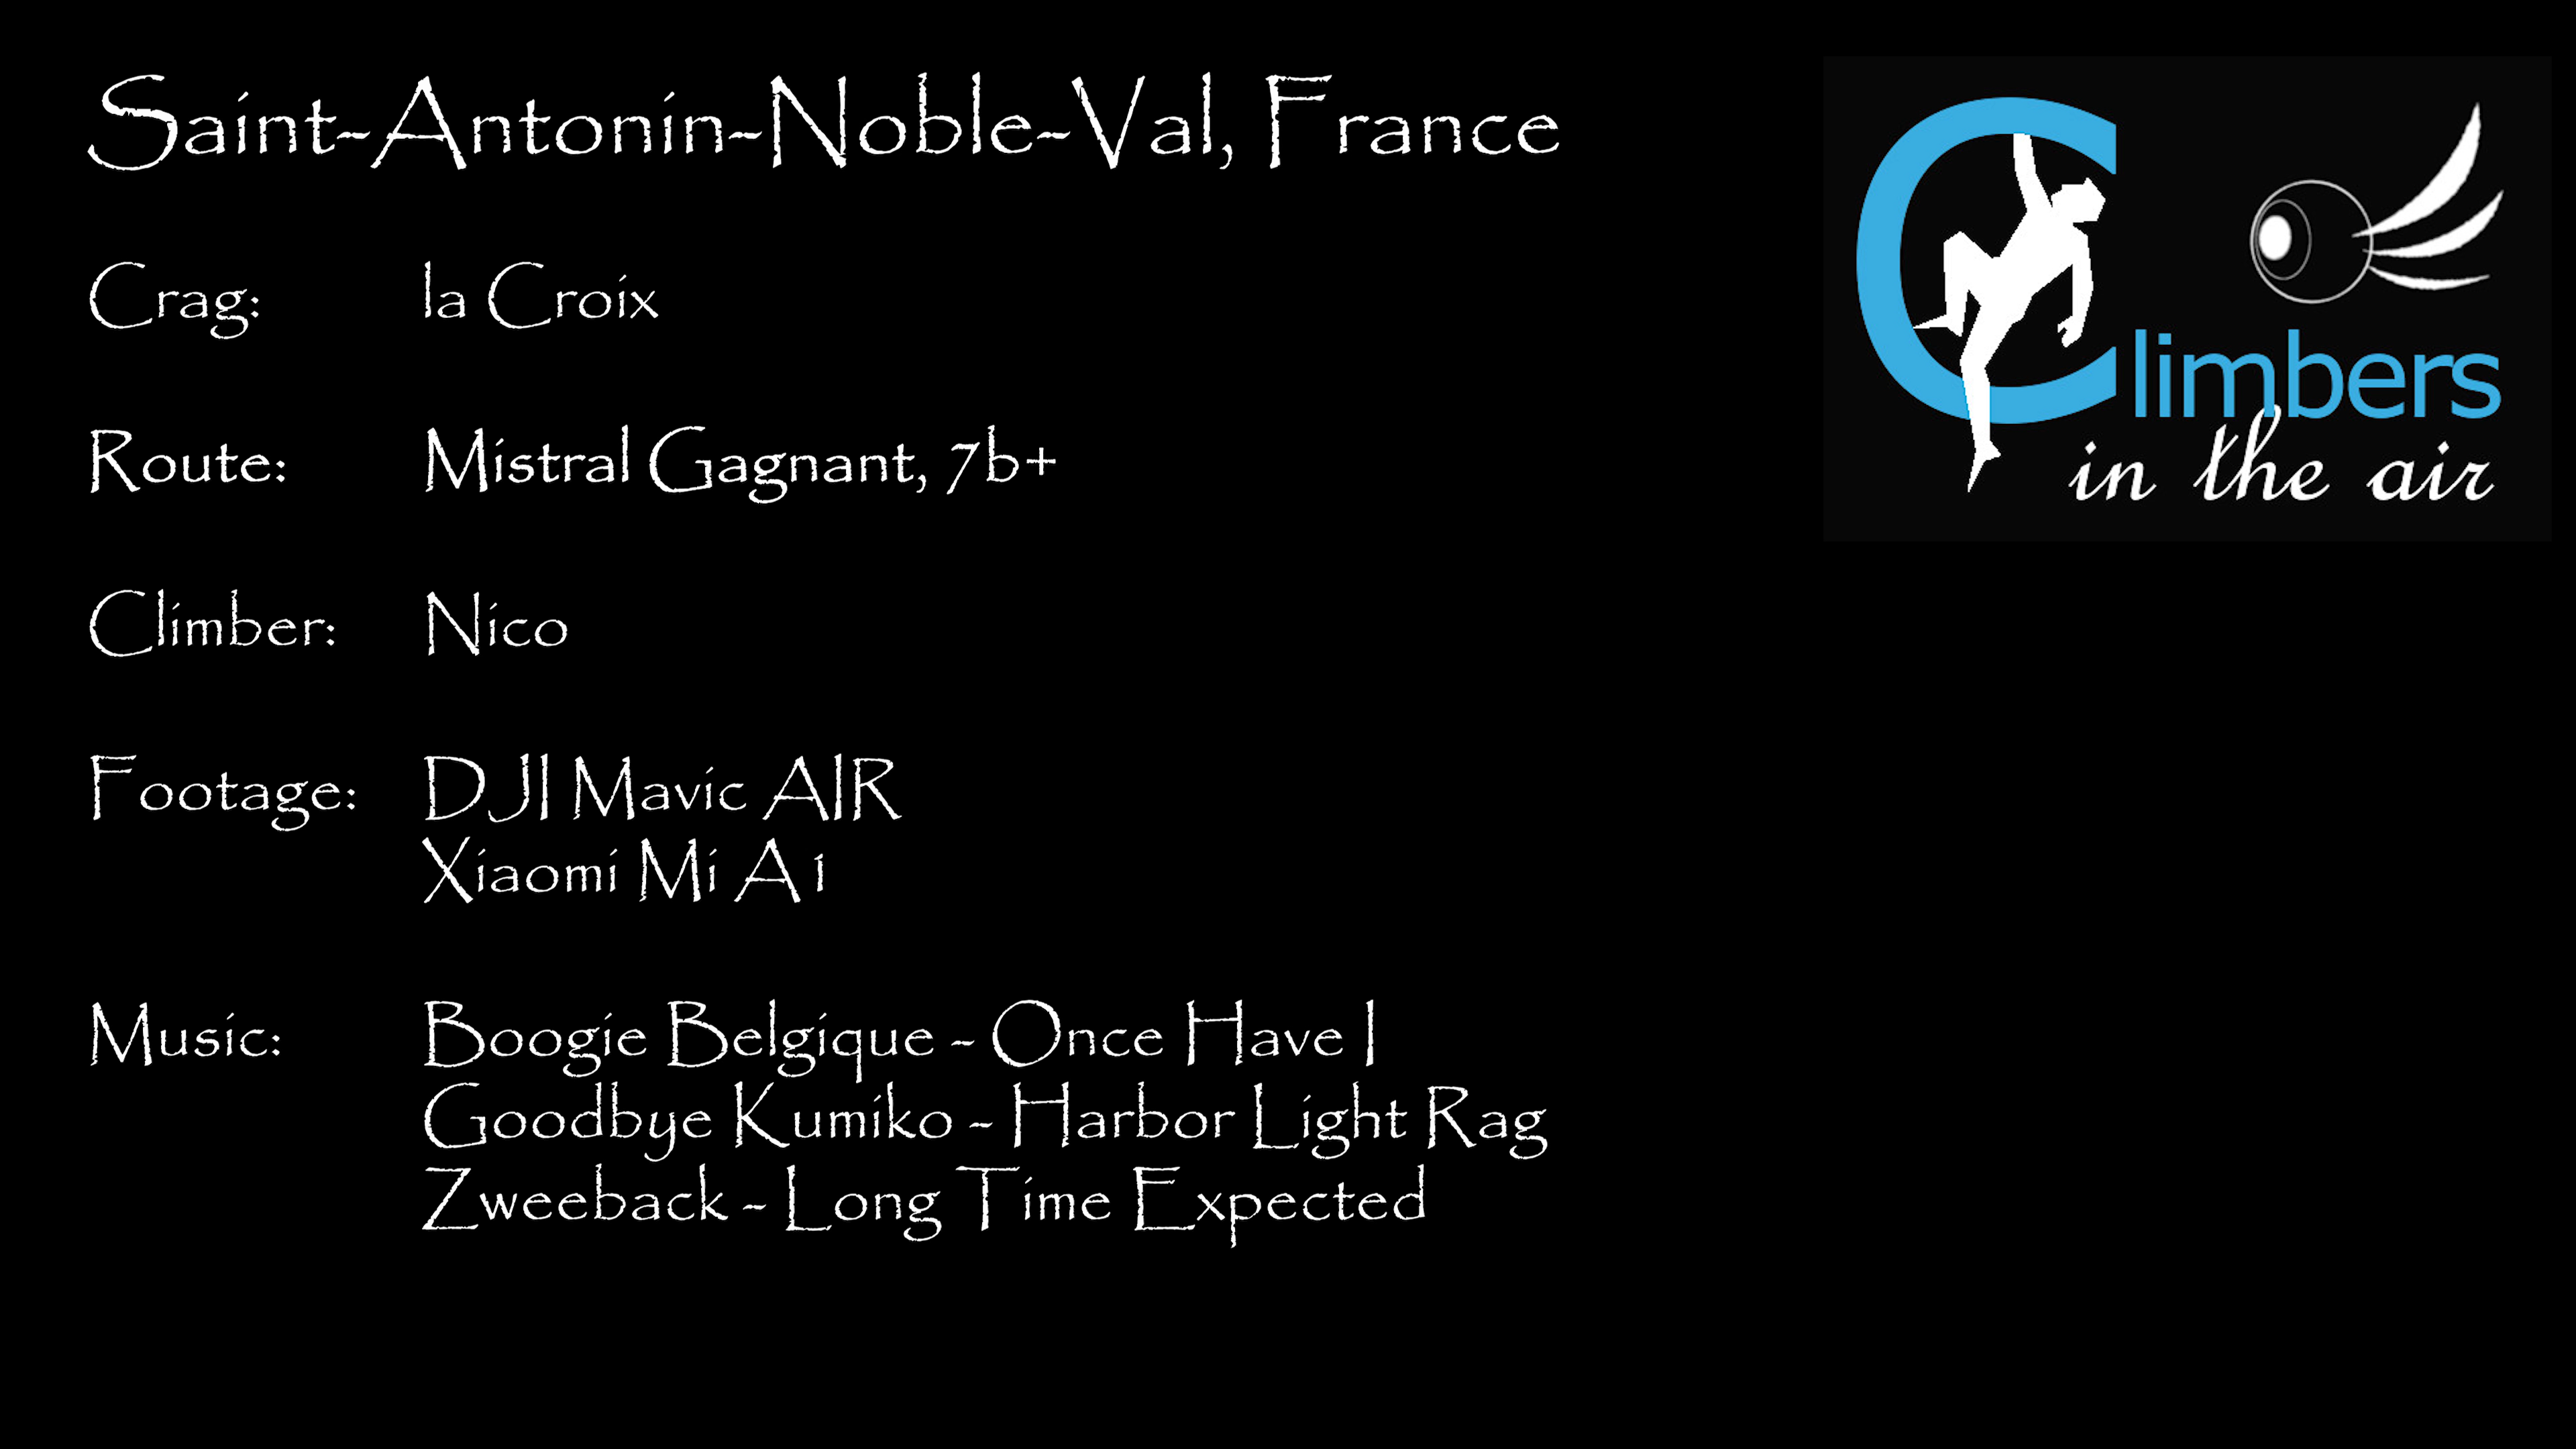 Saint-Antonin-Noble-Val, France
Crag: la Croix
Route: Mistral Gagnant, 7b+
Climber: Nico
Footage: DJI Mavic AIR
Xiaomi Mi A1
Music: Boogie Belgique - Once Have I
Goodbye Kumiko - Harbor Light Rag
Zweeback - Long Time Expected
Climbers
in the air